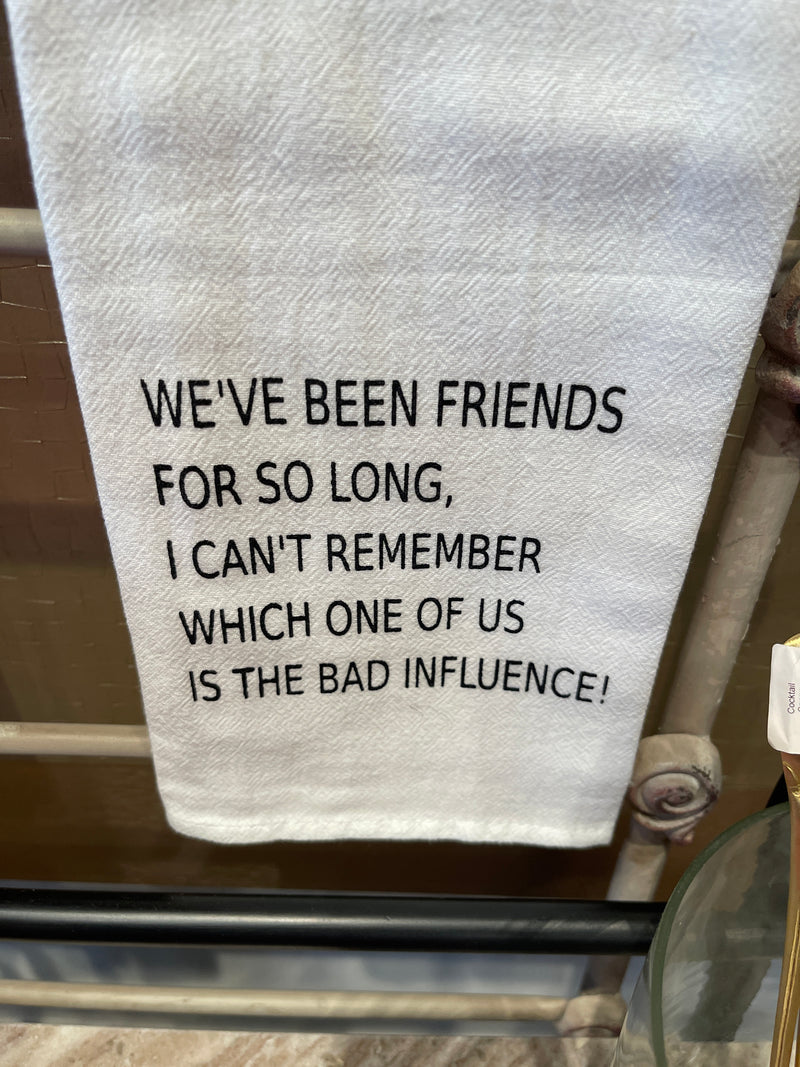 WE'VE BEEN FRIENDS
FOR SO LONG,
I CAN'T REMEMBER
WHICH ONE OF US
IS THE BAD INFLUENCE!
Cocktail